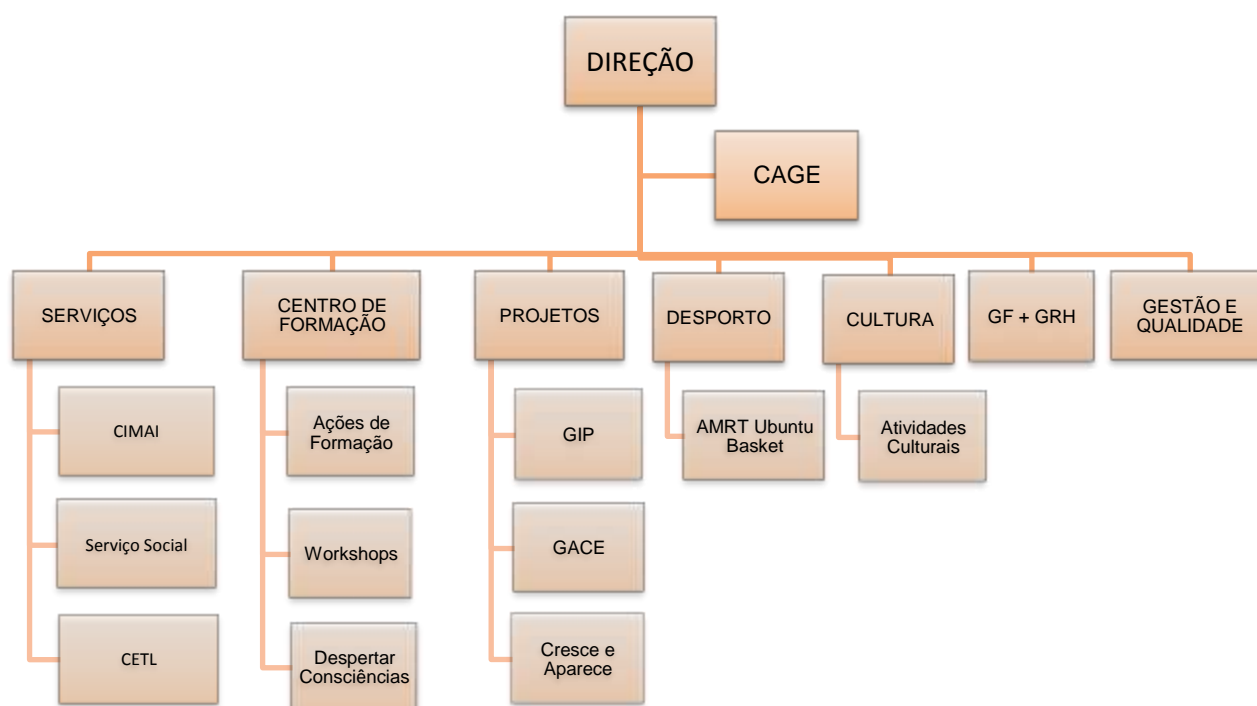 DIREÇÃO
CAGE
SERVIÇOS
CENTRO DE
FORMAÇÃO
PROJETOS
DESPORTO
CULTURA
GF + GRH
GESTÃO E
QUALIDADE
CIMAI
Ações de
Formação
GIP
AMRT Ubuntu
Basket
Atividades
Culturais
Serviço Social
Workshops
GACE
CETL
Despertar
Consciências
Cresce e
Aparece